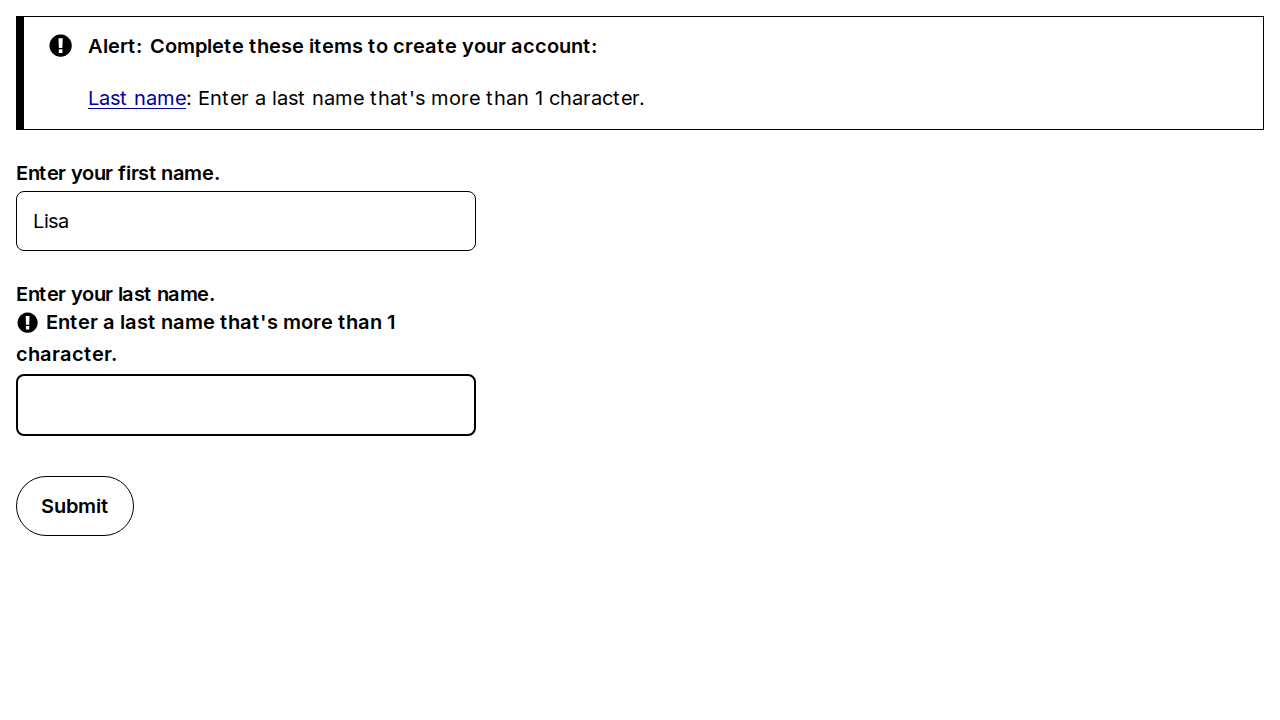 Alert: Complete these items to create your account:
Last name: Enter a last name that's more than 1 character.
Enter your first name.
Lisa
Enter your last name.
Enter a last name that's more than 1
character.
Submit